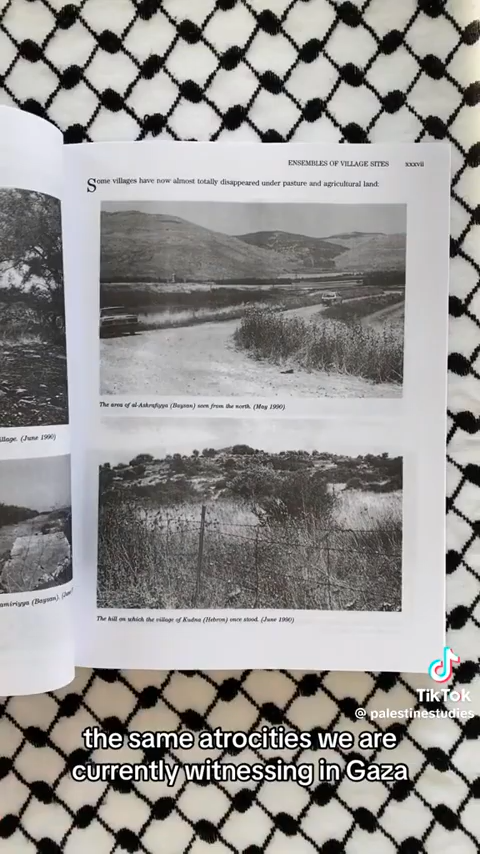 ENSEMBLES OF VILLAGE SITES xxxvii
Some villages have now almost totally disappeared under pasture and agricultural land:
The area of al-Ashrafiyya (Baysan) seen from the north. (May 1990)
illage. (June 1990)
amiriyya (Baysan).
The hill on which the village of Kudna (Hebron) once stood. (June 1990)
TikTok
@ palestinestudies
the same atrocities we are
currently witnessing in Gaza